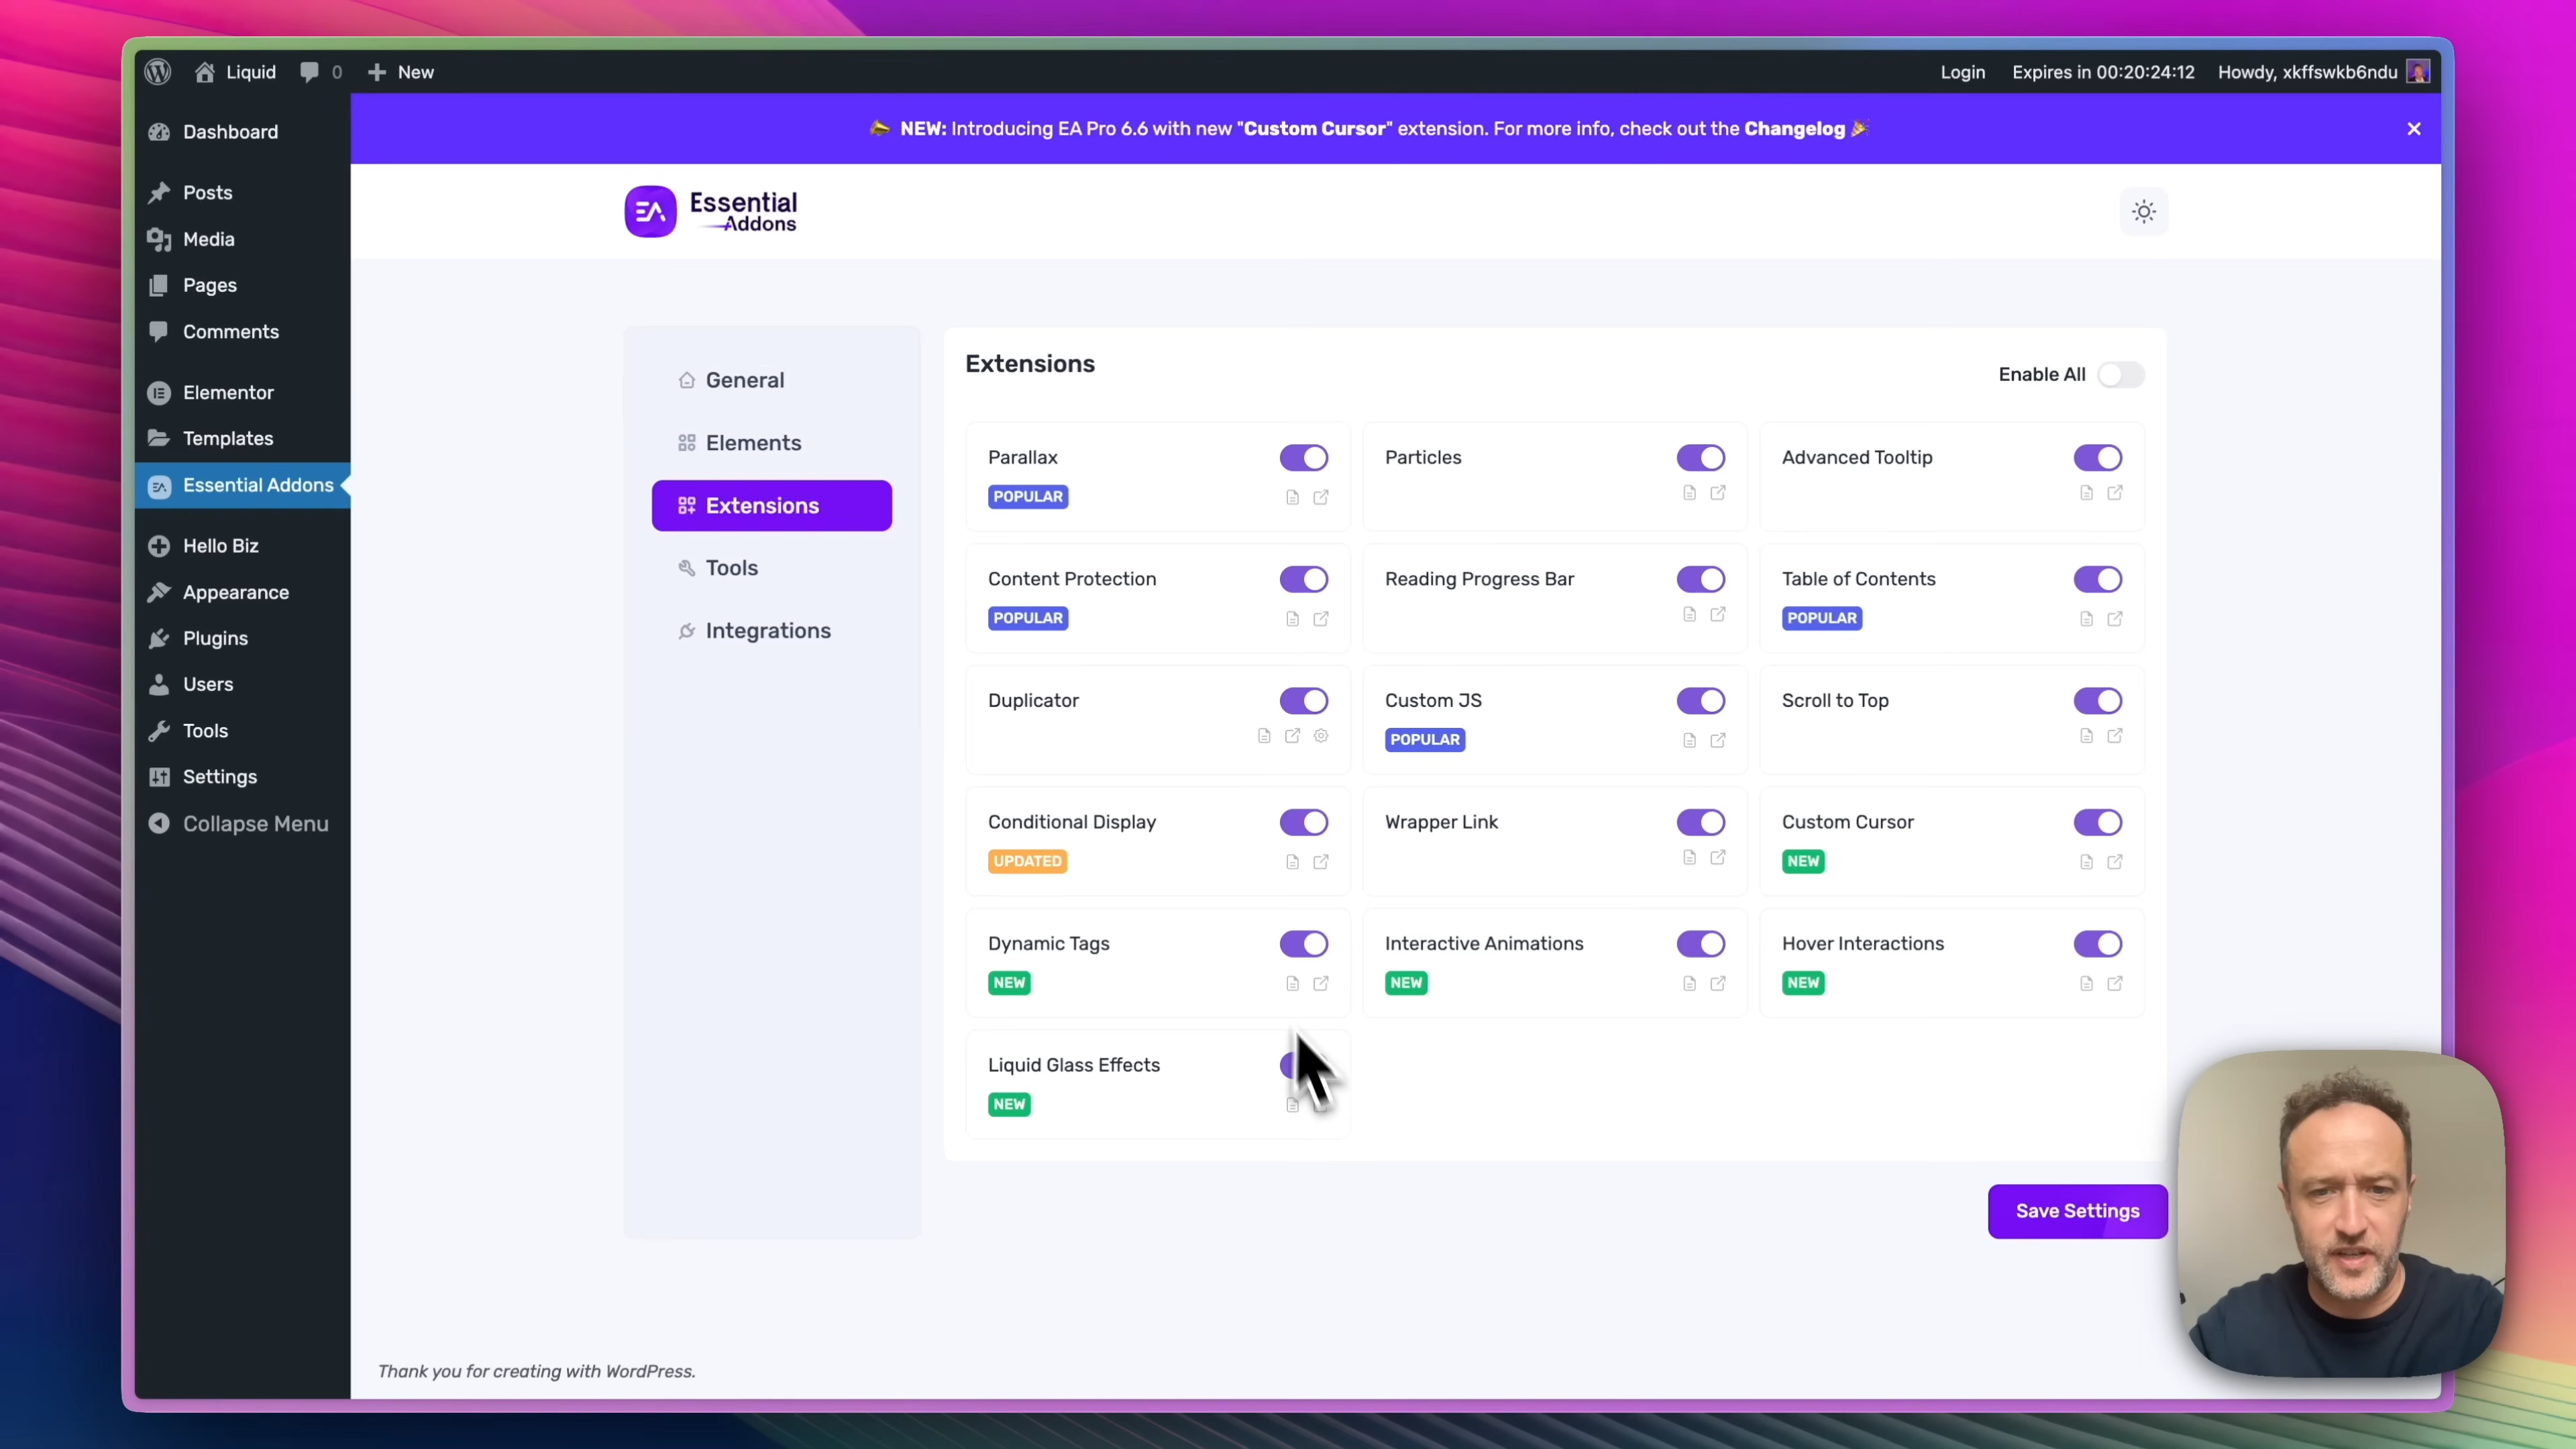 Liquid
0
New
Login
Expires in 00:20:24:12
Howdy, xkffswkb6ndu
Dashboard
Posts
Media
Pages
Comments
Elementor
Templates
Essential Addons
Hello Biz
Appearance
Plugins
Users
Tools
Settings
Collapse Menu
NEW: Introducing EA Pro 6.6 with new "Custom Cursor" extension. For more info, check out the Changelog
EA
Essential
Addons
General
Elements
Extensions
Tools
Integrations
Extensions
Enable All
Parallax
POPULAR
Particles
Advanced Tooltip
Content Protection
POPULAR
Reading Progress Bar
Table of Contents
POPULAR
Duplicator
Custom JS
POPULAR
Scroll to Top
Conditional Display
UPDATED
Wrapper Link
Custom Cursor
NEW
Dynamic Tags
NEW
Interactive Animations
NEW
Hover Interactions
NEW
Liquid Glass Effects
NEW
Save Settings
Thank you for creating with WordPress.